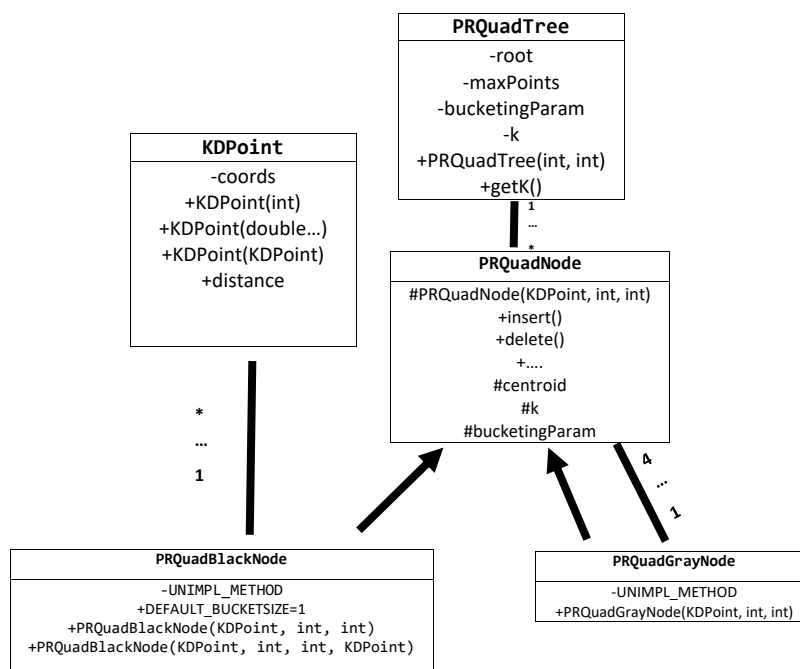 PRQuadTree
-root
-maxPoints
-bucketingParam
-k
+PRQuadTree(int, int)
+getK()
KDPoint
-coords
+KDPoint(int)
+KDPoint(double…)
+KDPoint(KDPoint)
+distance
1
…
*
PRQuadNode
#PRQuadNode(KDPoint, int, int)
+insert()
+delete()
+….
#centroid
#k
#bucketingParam
*
…
1
4
…
1
PRQuadBlackNode
-UNIMPL_METHOD
+DEFAULT_BUCKETSIZE=1
+PRQuadBlackNode(KDPoint, int, int)
+PRQuadBlackNode(KDPoint, int, int, KDPoint)
PRQuadGrayNode
-UNIMPL_METHOD
+PRQuadGrayNode(KDPoint, int, int)